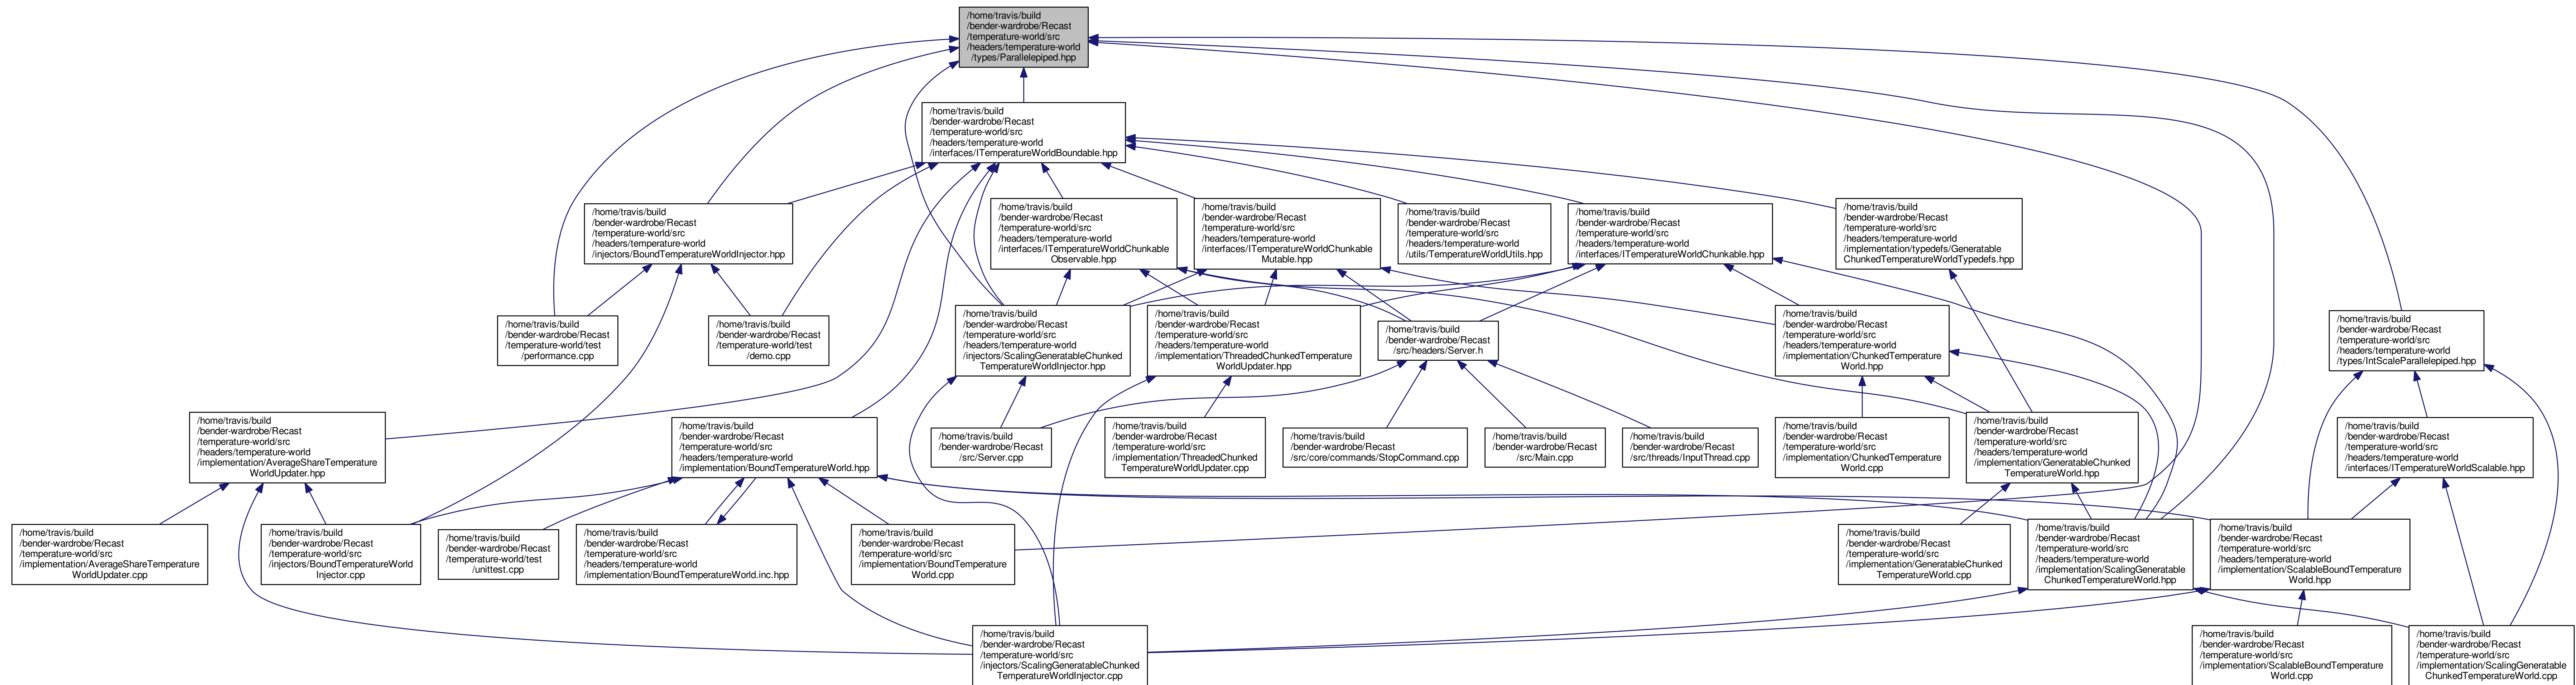 /home/travis/build
/bender-wardrobe/Recast
/temperature-world/src
/headers/temperature-world
/types/Parallelepiped.hpp
/home/travis/build
/bender-wardrobe/Recast
/temperature-world/src
/headers/temperature-world
/interfaces/ITemperatureWorldBoundable.hpp
/home/travis/build
/bender-wardrobe/Recast
/temperature-world/src
/headers/temperature-world
/injectors/BoundTemperatureWorldInjector.hpp
/home/travis/build
/bender-wardrobe/Recast
/temperature-world/src
/headers/temperature-world
/interfaces/ITemperatureWorldChunkable
Observable.hpp
/home/travis/build
/bender-wardrobe/Recast
/temperature-world/src
/headers/temperature-world
/interfaces/ITemperatureWorldChunkable
Mutable.hpp
/home/travis/build
/bender-wardrobe/Recast
/temperature-world/src
/headers/temperature-world
/utils/TemperatureWorldUtils.hpp
/home/travis/build
/bender-wardrobe/Recast
/temperature-world/src
/headers/temperature-world
/interfaces/ITemperatureWorldChunkable.hpp
/home/travis/build
/bender-wardrobe/Recast
/temperature-world/src
/headers/temperature-world
/implementation/typedefs/Generatable
ChunkedTemperatureWorldTypedefs.hpp
/home/travis/build
/bender-wardrobe/Recast
/temperature-world/test
/performance.cpp
/home/travis/build
/bender-wardrobe/Recast
/temperature-world/test
/demo.cpp
/home/travis/build
/bender-wardrobe/Recast
/temperature-world/src
/headers/temperature-world
/injectors/ScalingGeneratableChunked
TemperatureWorldInjector.hpp
/home/travis/build
/bender-wardrobe/Recast
/temperature-world/src
/headers/temperature-world
/implementation/ThreadedChunkedTemperature
WorldUpdater.hpp
/home/travis/build
/bender-wardrobe/Recast
/src/headers/Server.h
/home/travis/build
/bender-wardrobe/Recast
/temperature-world/src
/headers/temperature-world
/implementation/ChunkedTemperature
World.hpp
/home/travis/build
/bender-wardrobe/Recast
/temperature-world/src
/headers/temperature-world
/types/IntScaleParallelepiped.hpp
/home/travis/build
/bender-wardrobe/Recast
/temperature-world/src
/headers/temperature-world
/implementation/AverageShareTemperature
WorldUpdater.hpp
/home/travis/build
/bender-wardrobe/Recast
/temperature-world/src
/headers/temperature-world
/implementation/BoundTemperatureWorld.hpp
/home/travis/build
/bender-wardrobe/Recast
/src/Server.cpp
/home/travis/build
/bender-wardrobe/Recast
/temperature-world/src
/implementation/ThreadedChunked
TemperatureWorldUpdater.cpp
/home/travis/build
/bender-wardrobe/Recast
/src/core/commands/StopCommand.cpp
/home/travis/build
/bender-wardrobe/Recast
/src/Main.cpp
/home/travis/build
/bender-wardrobe/Recast
/src/threads/InputThread.cpp
/home/travis/build
/bender-wardrobe/Recast
/temperature-world/src
/implementation/ChunkedTemperature
World.cpp
/home/travis/build
/bender-wardrobe/Recast
/temperature-world/src
/headers/temperature-world
/implementation/GeneratableChunked
TemperatureWorld.hpp
/home/travis/build
/bender-wardrobe/Recast
/temperature-world/src
/headers/temperature-world
/interfaces/ITemperatureWorldScalable.hpp
/home/travis/build
/bender-wardrobe/Recast
/temperature-world/src
/implementation/AverageShareTemperature
WorldUpdater.cpp
/home/travis/build
/bender-wardrobe/Recast
/temperature-world/src
/injectors/BoundTemperatureWorld
Injector.cpp
/home/travis/build
/bender-wardrobe/Recast
/temperature-world/test
/unittest.cpp
/home/travis/build
/bender-wardrobe/Recast
/temperature-world/src
/headers/temperature-world
/implementation/BoundTemperatureWorld.inc.hpp
/home/travis/build
/bender-wardrobe/Recast
/temperature-world/src
/implementation/BoundTemperature
World.cpp
/home/travis/build
/bender-wardrobe/Recast
/temperature-world/src
/implementation/GeneratableChunked
TemperatureWorld.cpp
/home/travis/build
/bender-wardrobe/Recast
/temperature-world/src
/headers/temperature-world
/implementation/ScalingGeneratable
ChunkedTemperatureWorld.hpp
/home/travis/build
/bender-wardrobe/Recast
/temperature-world/src
/headers/temperature-world
/implementation/ScalableBoundTemperature
World.hpp
/home/travis/build
/bender-wardrobe/Recast
/temperature-world/src
/injectors/ScalingGeneratableChunked
TemperatureWorldInjector.cpp
/home/travis/build
/bender-wardrobe/Recast
/temperature-world/src
/implementation/ScalableBoundTemperature
World.cpp
/home/travis/build
/bender-wardrobe/Recast
/temperature-world/src
/implementation/ScalingGeneratable
ChunkedTemperatureWorld.cpp